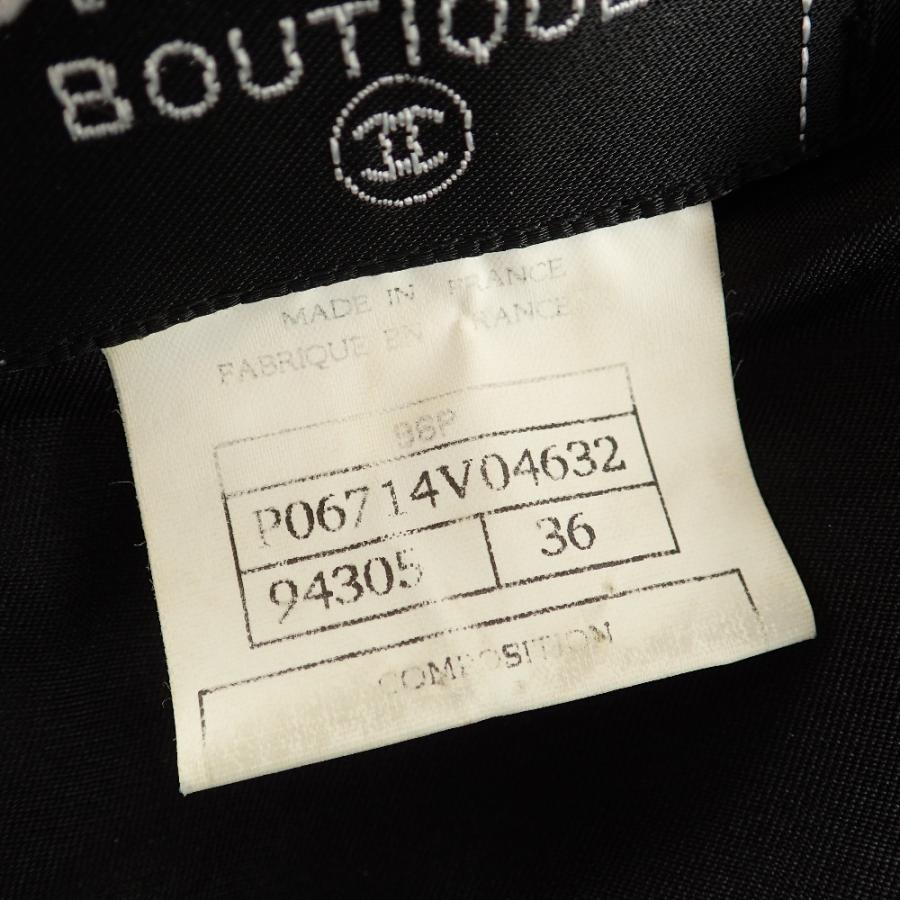 BOUTIQUE
MADE IN FRANCE
FABRIQUE EN FRANCE
96P
P06714V04632
94305 36
COMPOSITION